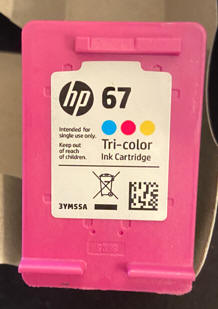 hp 67
Intended for
single use only.
Keep out
of reach
of children.
Tri-color
Ink Cartridge
3YM55A